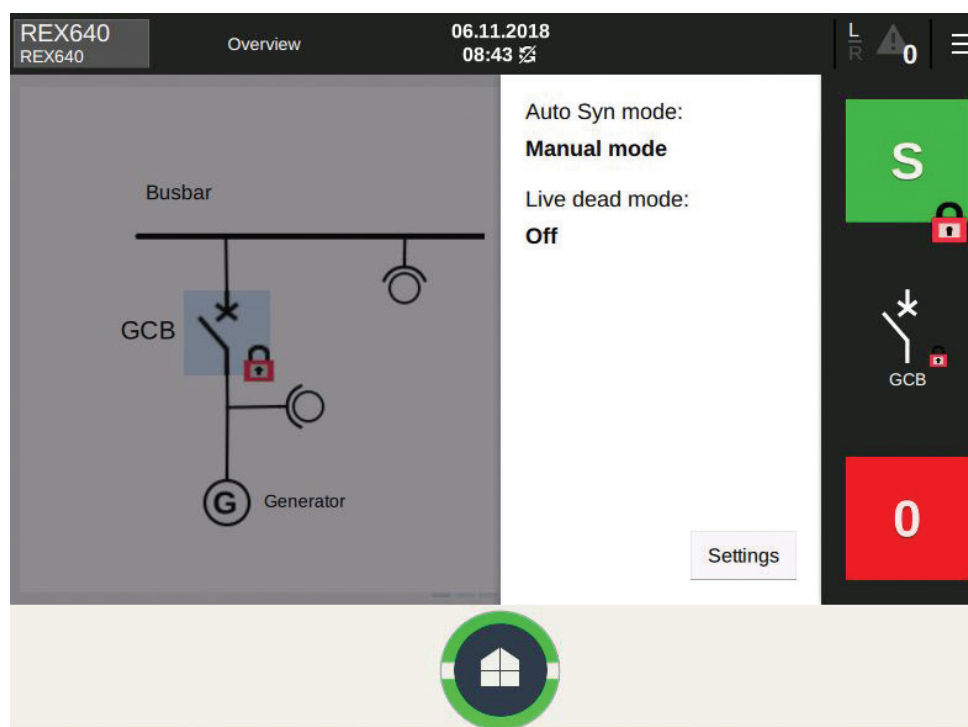 REX640
REX640
Overview
06.11.2018
08:43
L
R
0
Auto Syn mode:
Manual mode
Live dead mode:
Off
S
Busbar
GCB
GCB
G
Generator
0
Settings